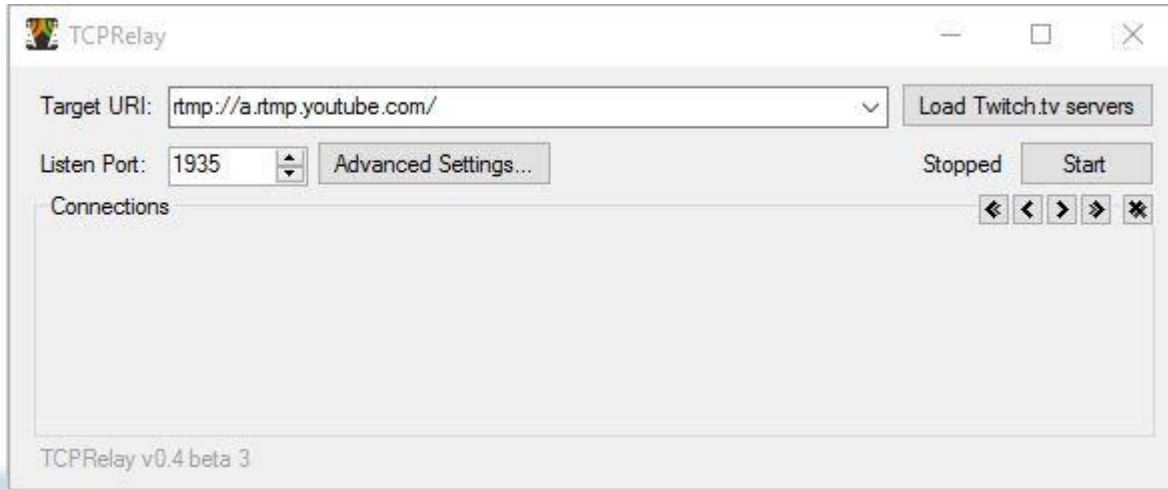 TCPRelay
Target URI: rtmp://a.rtmp.youtube.com/ Load Twitch.tv servers
Listen Port: 1935 Advanced Settings... Stopped Start
Connections
TCPRelay v0.4 beta 3